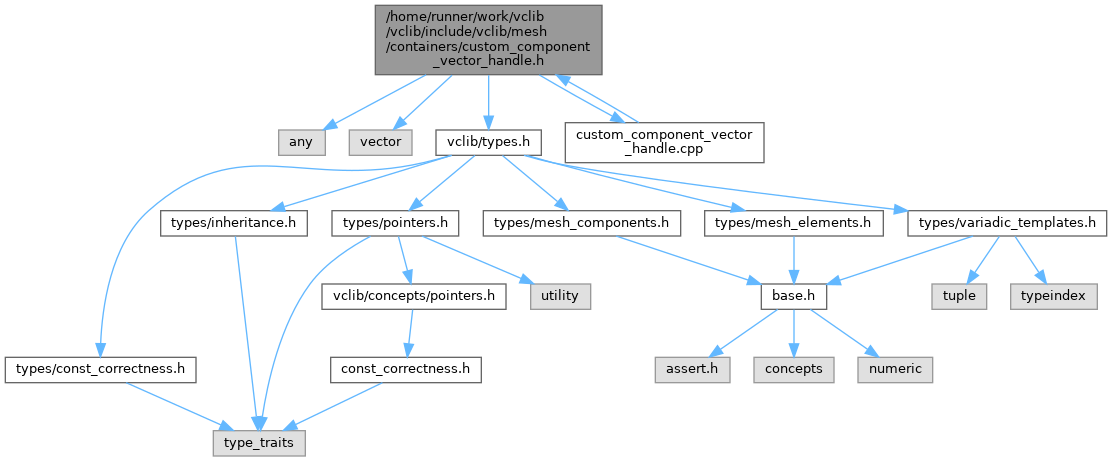 /home/runner/work/vclib
/vclib/include/vclib/mesh
/containers/custom_component
_vector_handle.h
any
vector
vclib/types.h
custom_component_vector
_handle.cpp
types/inheritance.h
types/pointers.h
types/mesh_components.h
types/mesh_elements.h
types/variadic_templates.h
vclib/concepts/pointers.h
utility
base.h
tuple
typeindex
types/const_correctness.h
const_correctness.h
assert.h
concepts
numeric
type_traits